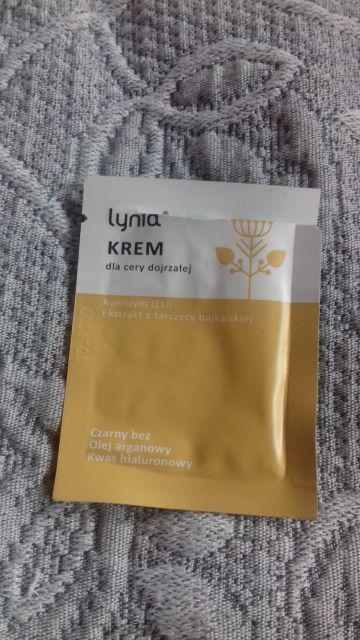 lynia®
KREM
dla cery dojrzałej
Koenzym Q10
Ekstrakt z tarczycy bajkalskiej
Czarny bez
Olej arganowy
Kwas hialuronowy